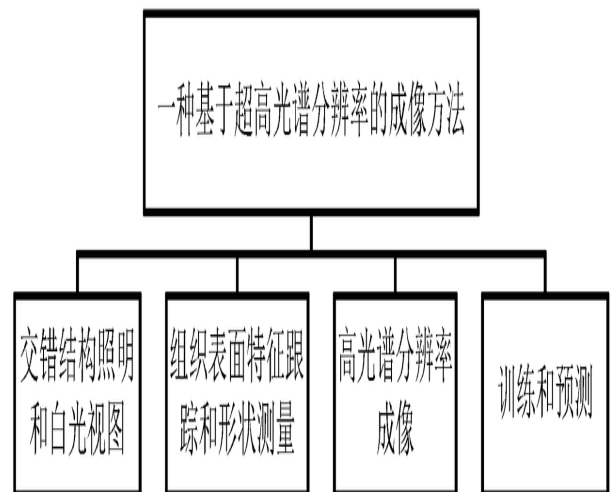 一种基于超高光谱分辨率的成像方法
交错结构照明
和白光视图
组织表面特征跟
踪和形状测量
高光谱分辨率
成像
训练和预测